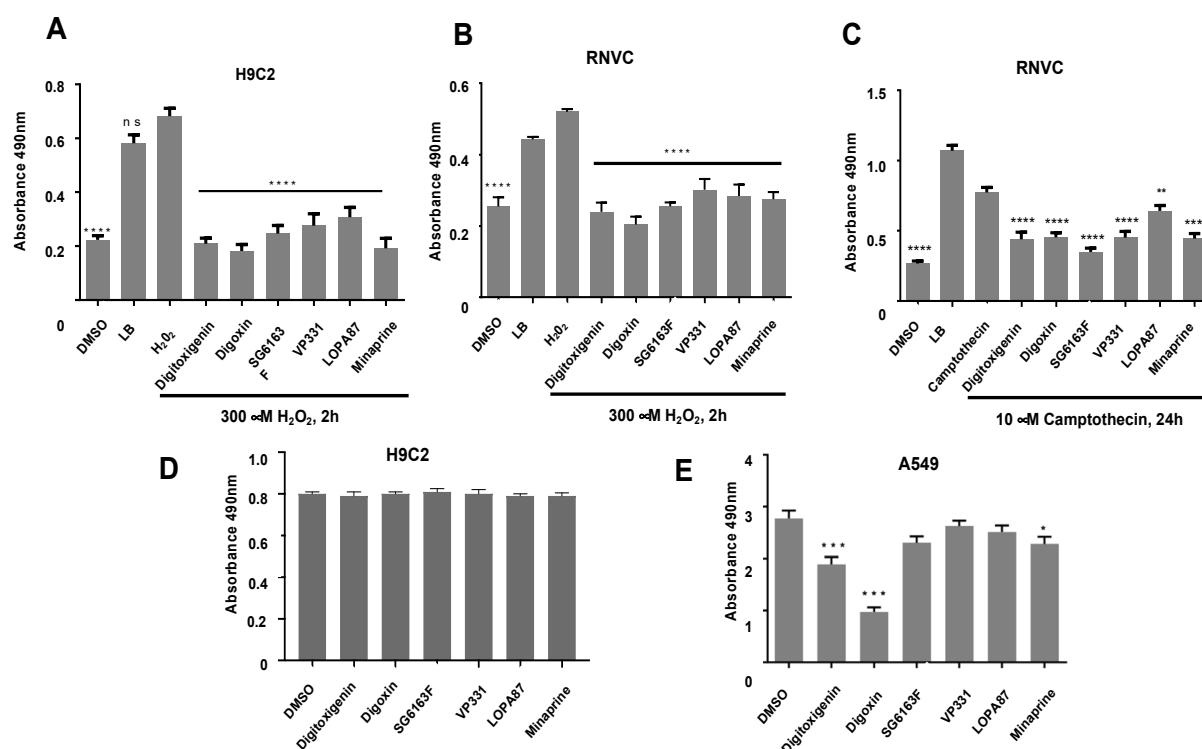 A
H9C2
Absorbance 490nm
0.8
0.6
0.4
0.2
0
****
n s
****
DMSO
LB
H₂0₂
Digitoxigenin
Digoxin
SG6163
F
VP331
LOPA87
Minaprine
300 ∝M H₂O₂, 2h
B
RNVC
Absorbance 490nm
0.6
0.4
0.2
0
****
****
DMSO
LB
H₂0₂
Digitoxigenin
Digoxin
SG6163F
VP331
LOPA87
Minaprine
300 ∝M H₂O₂, 2h
C
RNVC
Absorbance 490nm
1.5
1.0
0.5
0
****
****
****
****
****
**
***
DMSO
LB
Camptothecin
Digitoxigenin
Digoxin
SG6163F
VP331
LOPA87
Minaprine
10 ∝M Camptothecin, 24h
D
H9C2
Absorbance 490nm
1.0
0.8
0.6
0.4
0.2
0
DMSO
Digitoxigenin
Digoxin
SG6163F
VP331
LOPA87
Minaprine
E
A549
Absorbance 490nm
4
3
2
1
0
***
***
*
DMSO
Digitoxigenin
Digoxin
SG6163F
VP331
LOPA87
Minaprine